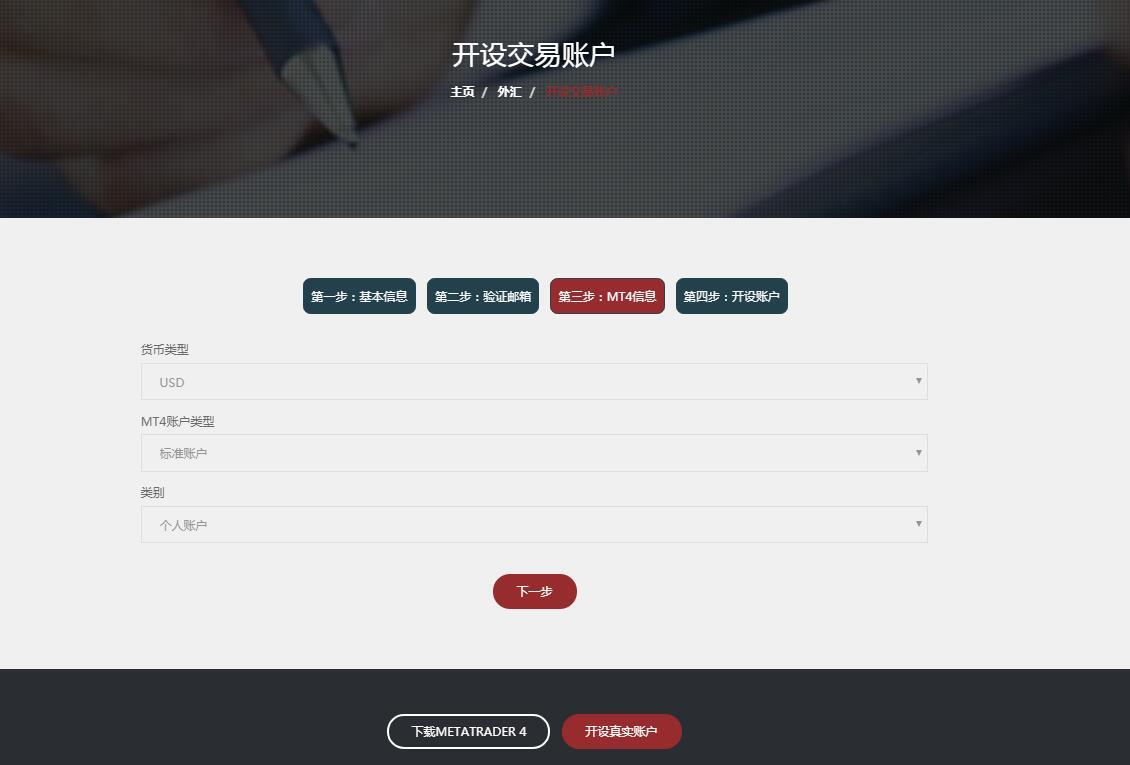 开设交易账户
主页 / 外汇 / 开设交易账户
第一步：基本信息 第二步：验证邮箱 第三步：MT4信息 第四步：开设账户
货币类型
USD
MT4账户类型
标准账户
类别
个人账户
下一步
下载METATRADER 4 开设真实账户